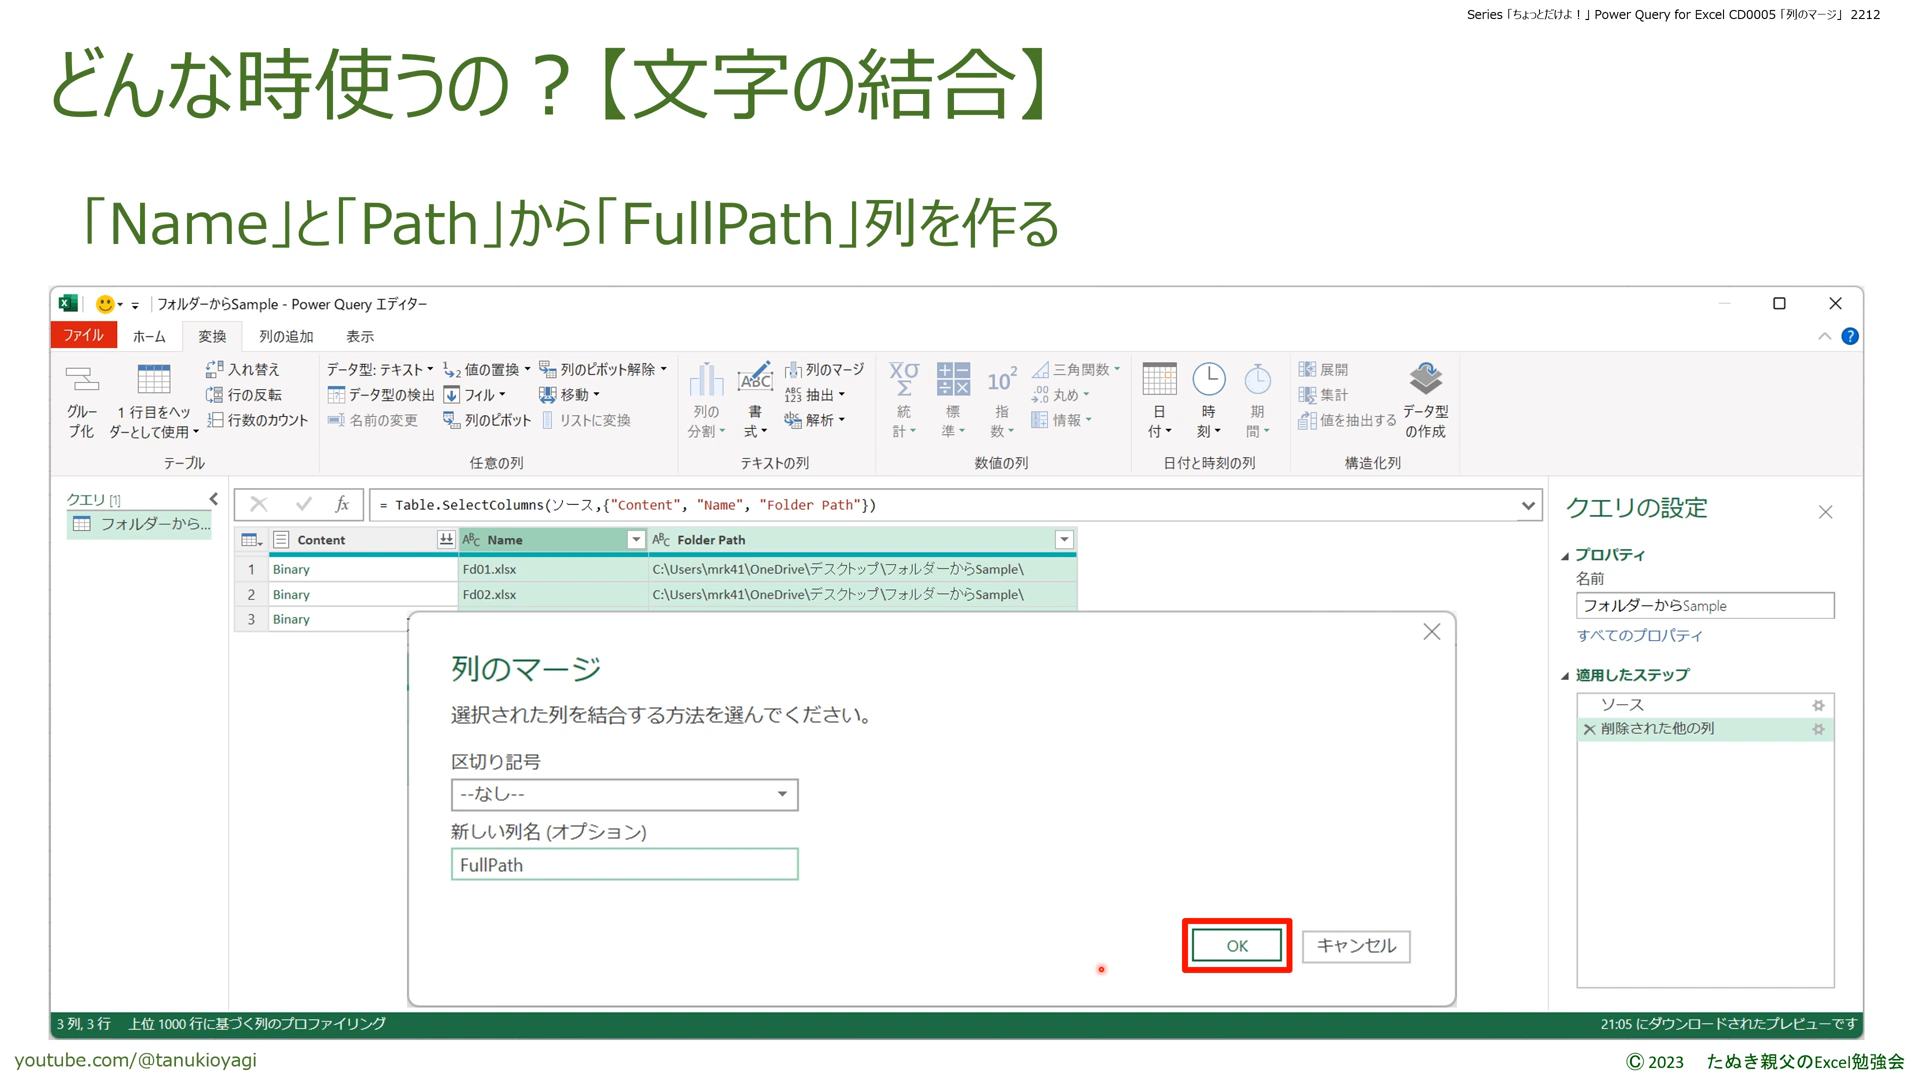 Series「ちょっとだけよ！」Power Query for Excel CD0005「列のマージ」 2212
どんな時使うの？【文字の結合】
「Name」と「Path」から「FullPath」列を作る
フォルダーからSample - Power Query エディター
ファイル ホーム 変換 列の追加 表示
グループ化
1 行目をヘッダーとして使用
入れ替え
行の反転
行数のカウント
テーブル
データ型: テキスト
データ型の検出
名前の変更
値の置換
フィル
列のピボット
列のピボット解除
移動
リストに変換
任意の列
列の分割
ABC
書式
列のマージ
抽出
解析
テキストの列
ΧΟ Σ
統計
標準
10²
指数
三角関数
丸め
情報
数値の列
日付
時刻
期間
日付と時刻の列
展開
集計
値を抽出する
データ型の作成
構造化列
クエリ [1]
フォルダーから...
fx
= Table.SelectColumns(ソース,{"Content", "Name", "Folder Path"})
Content ABC Name ABC Folder Path
1 Binary Fd01.xlsx C:\Users\mrk41\OneDrive\デスクトップ\フォルダーからSample\
2 Binary Fd02.xlsx C:\Users\mrk41\OneDrive\デスクトップ\フォルダーからSample\
3 Binary
列のマージ
選択された列を結合する方法を選んでください。
区切り記号
--なし--
新しい列名 (オプション)
FullPath
OK キャンセル
クエリの設定
プロパティ
名前
フォルダーからSample
すべてのプロパティ
適用したステップ
ソース
削除された他の列
3 列, 3 行 上位 1000 行に基づく列のプロファイリング
21:05 にダウンロードされたプレビューです
youtube.com/@tanukioyagi
© 2023 たぬき親父のExcel勉強会